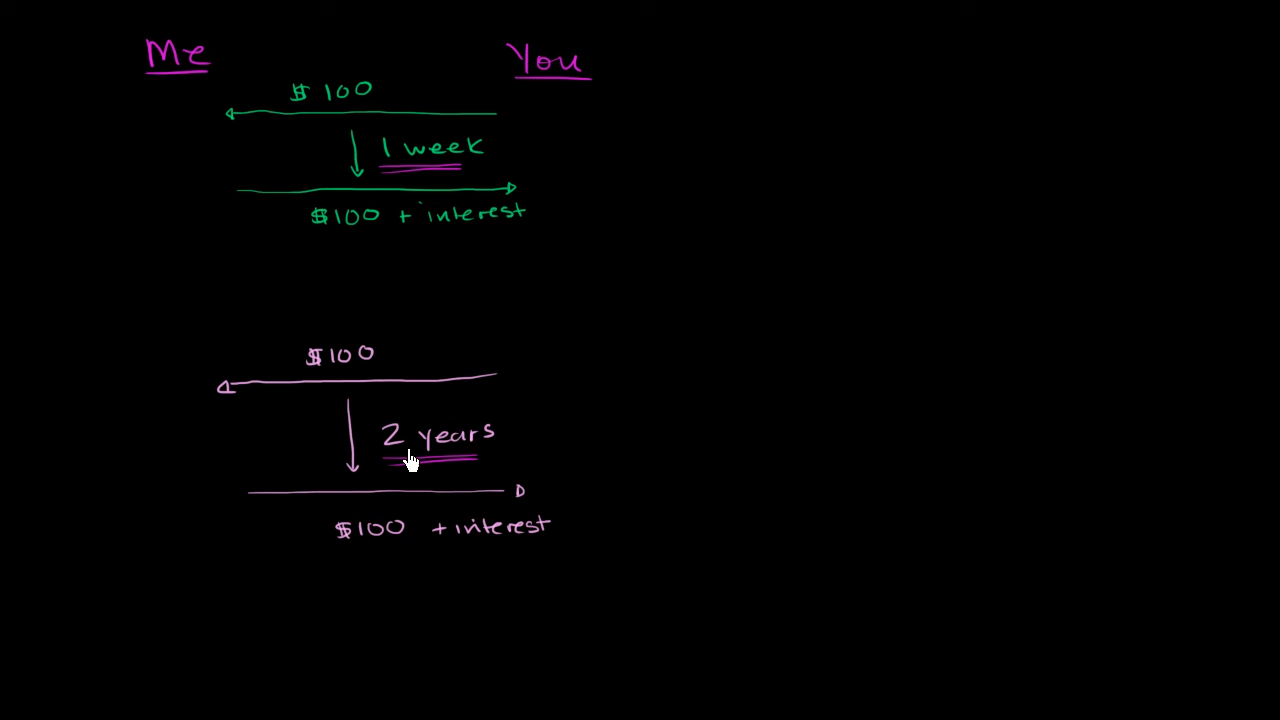 Me You
$ 100
1 week
$100 + interest
$100
2 years
$100 + interest